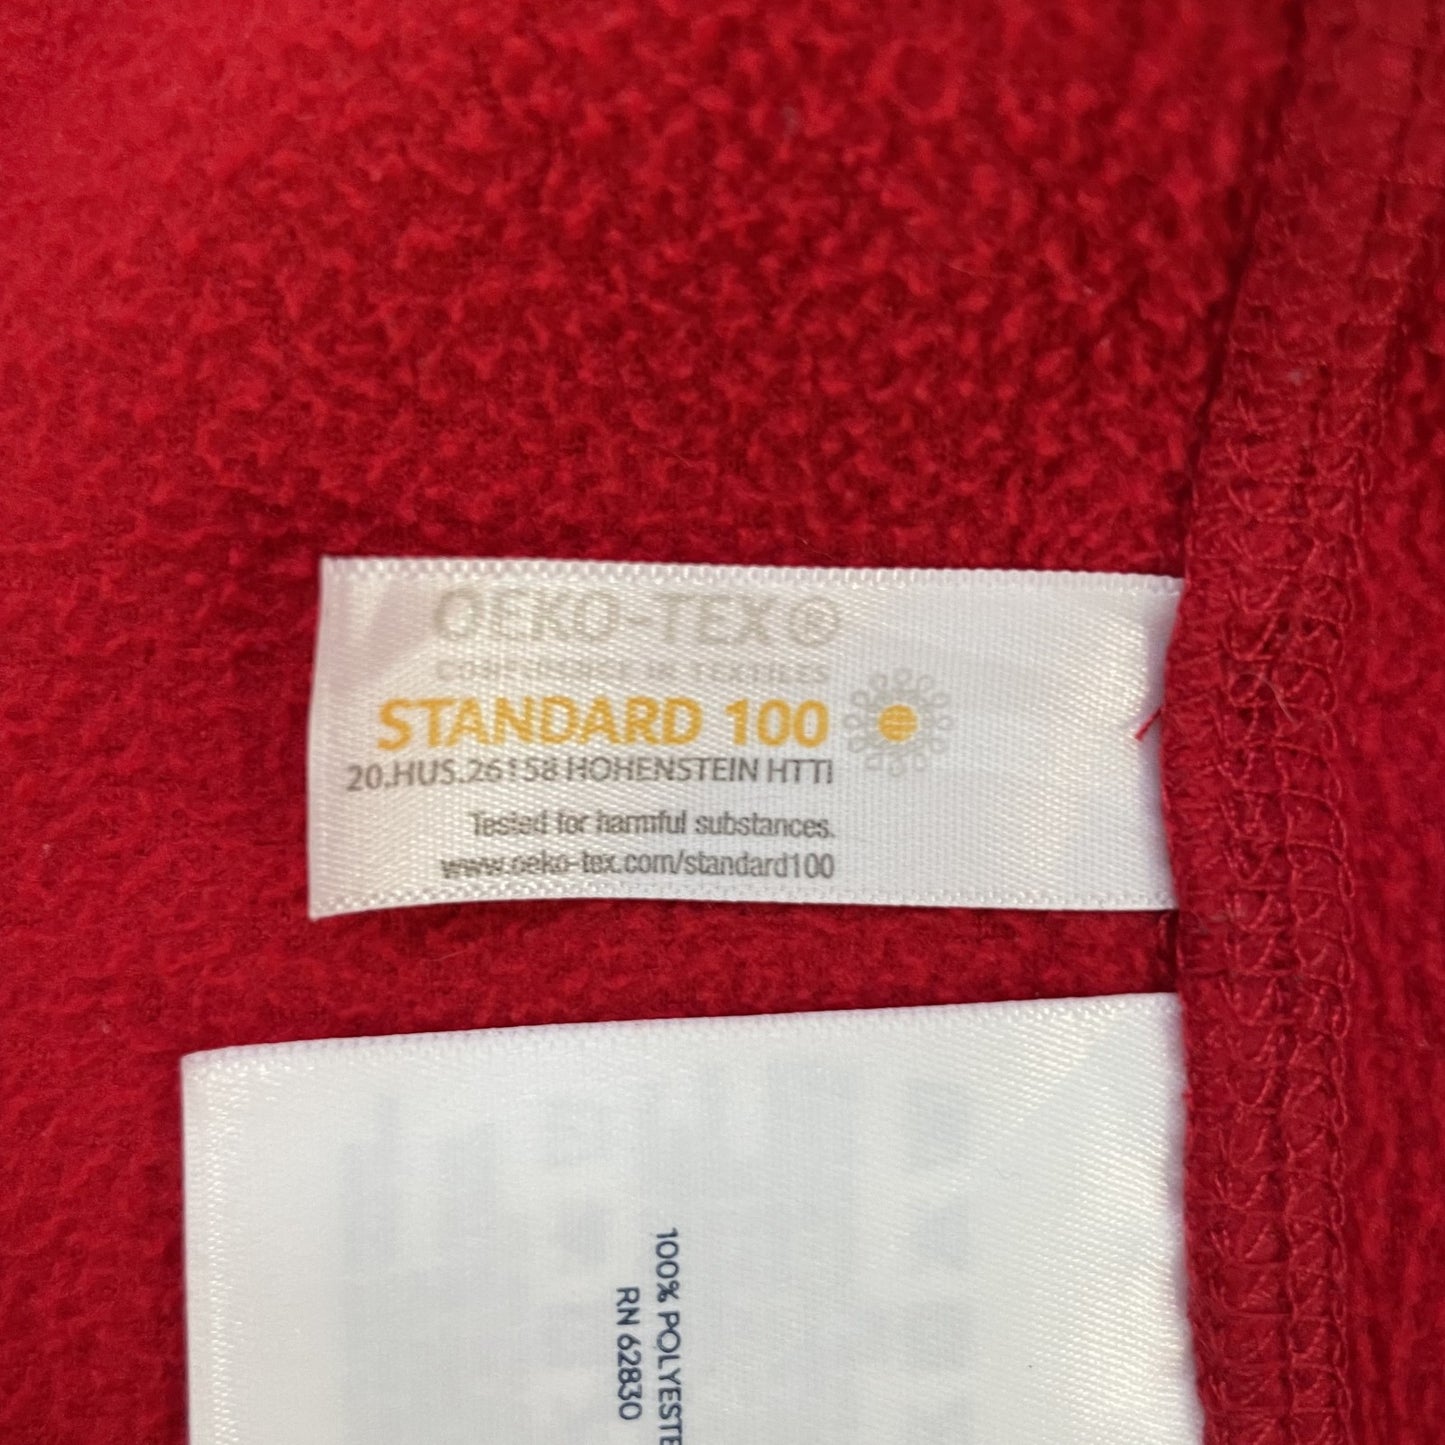 OEKO-TEX®
CONFIDENCE IN TEXTILES
STANDARD 100
20.HUS.26158 HOHENSTEIN HTTI
Tested for harmful substances.
www.oeko-tex.com/standard100
100% POLYESTE
RN 62830